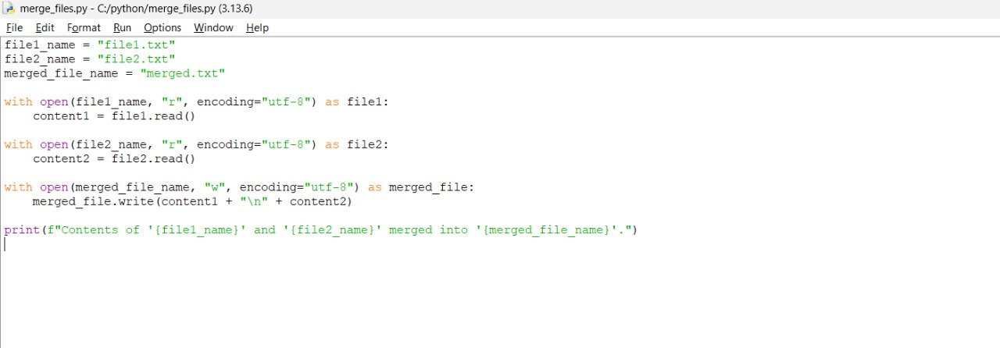 merge_files.py - C:/python/merge_files.py (3.13.6)
File Edit Format Run Options Window Help
file1_name = "file1.txt"
file2_name = "file2.txt"
merged_file_name = "merged.txt"

with open(file1_name, "r", encoding="utf-8") as file1:
    content1 = file1.read()

with open(file2_name, "r", encoding="utf-8") as file2:
    content2 = file2.read()

with open(merged_file_name, "w", encoding="utf-8") as merged_file:
    merged_file.write(content1 + "\n" + content2)

print(f"Contents of '{file1_name}' and '{file2_name}' merged into '{merged_file_name}'.")